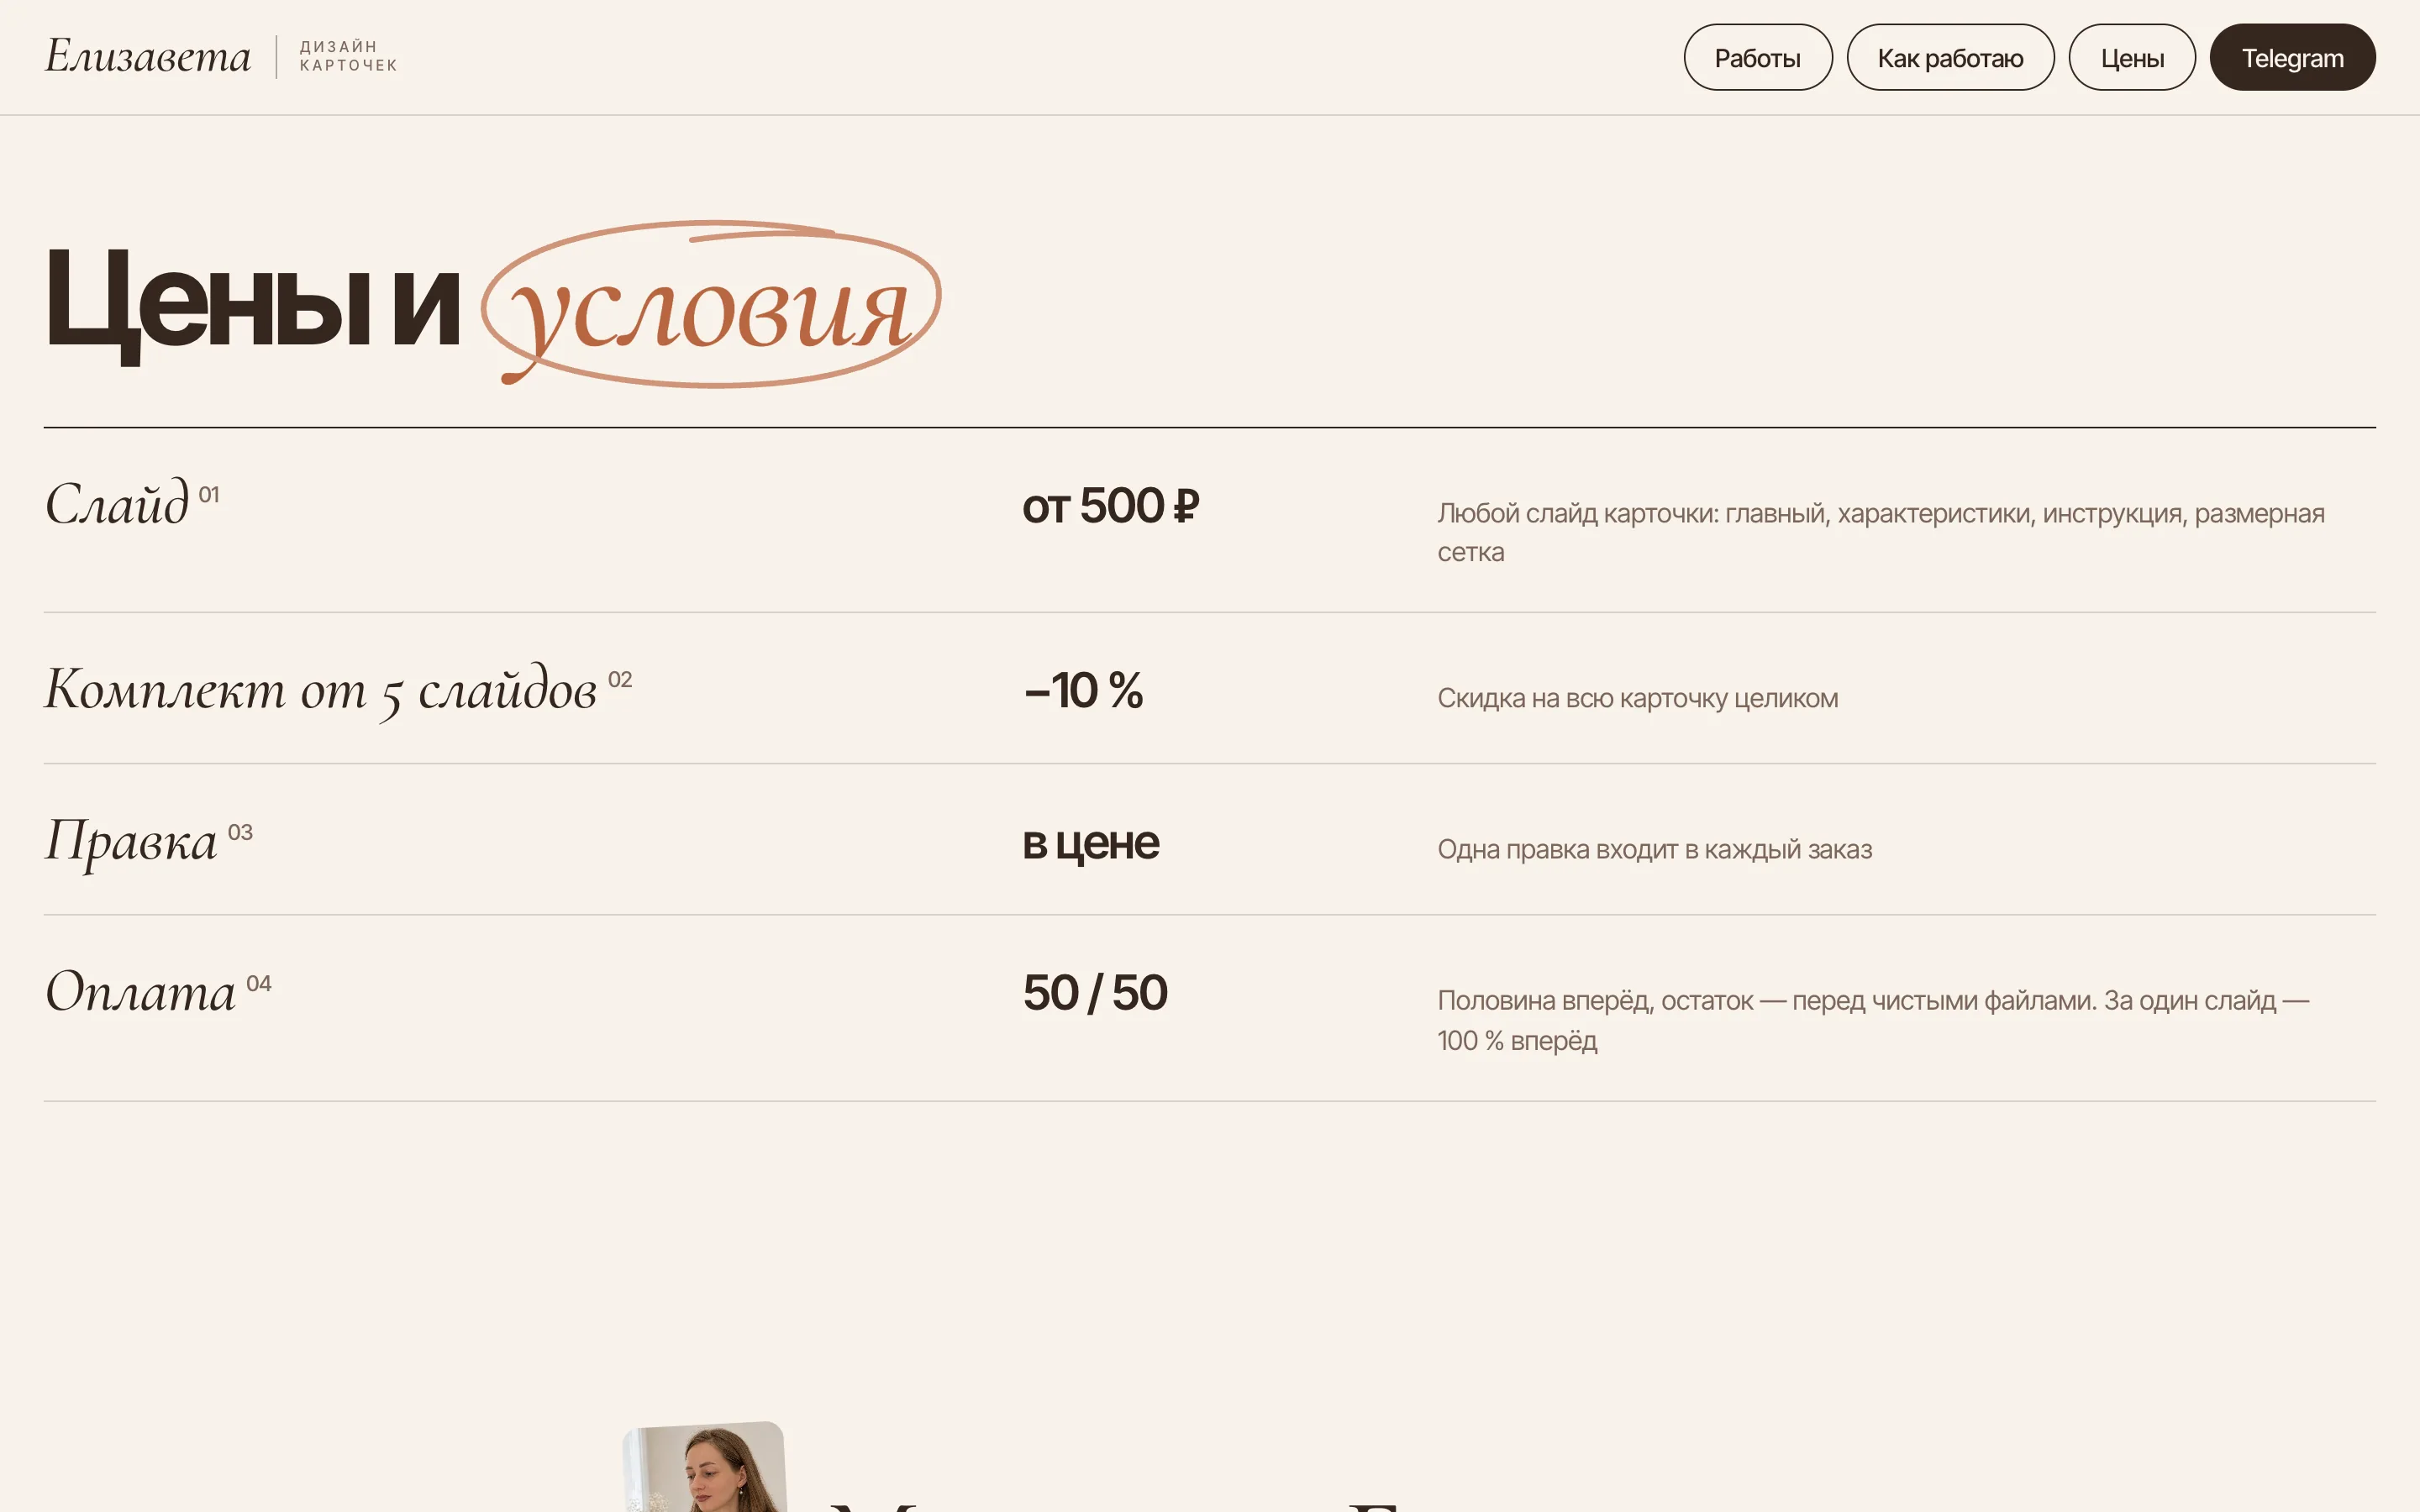 Елизавета
ДИЗАЙН
КАРТОЧЕК
Работы
Как работаю
Цены
Telegram
Цены и условия
Слайд 01
от 500 ₽
Любой слайд карточки: главный, характеристики, инструкция, размерная
сетка
Комплект от 5 слайдов 02
−10 %
Скидка на всю карточку целиком
Правка 03
в цене
Одна правка входит в каждый заказ
Оплата 04
50 / 50
Половина вперёд, остаток — перед чистыми файлами. За один слайд —
100 % вперёд